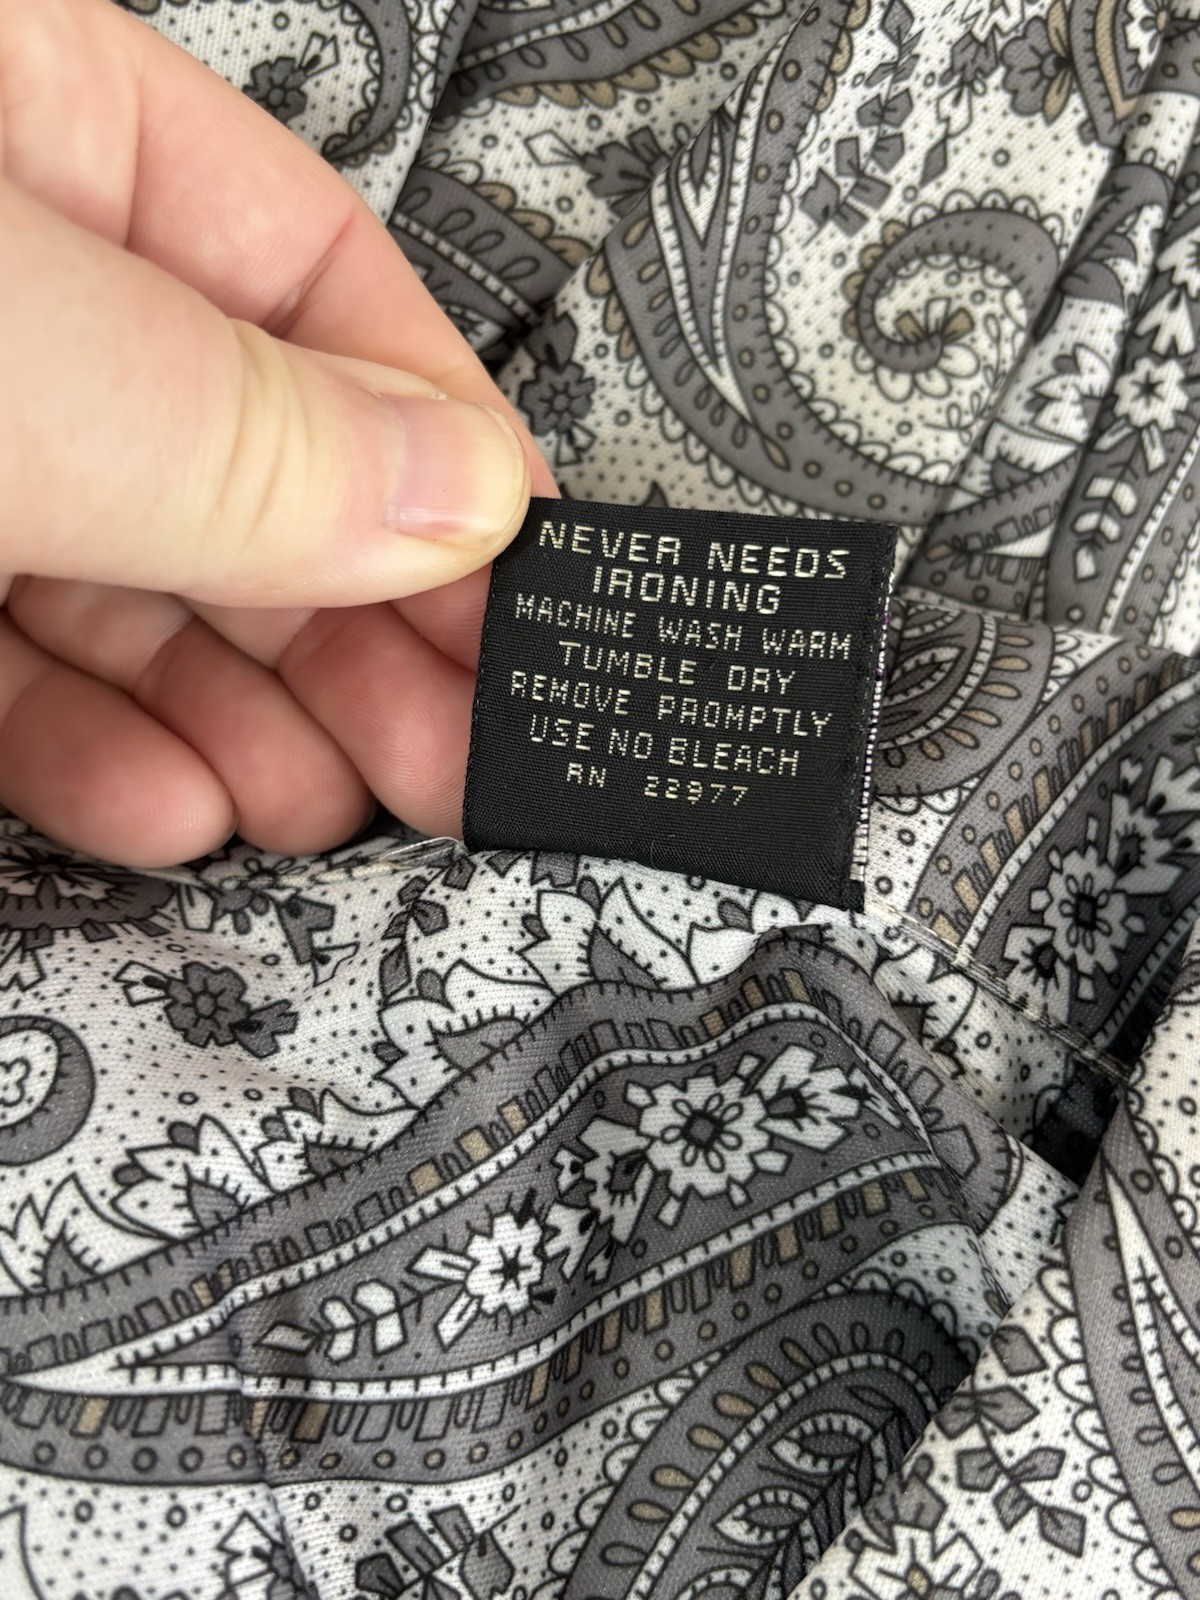 NEVER NEEDS
IRONING
MACHINE WASH WARM
TUMBLE DRY
REMOVE PROMPTLY
USE NO BLEACH
RN 22977